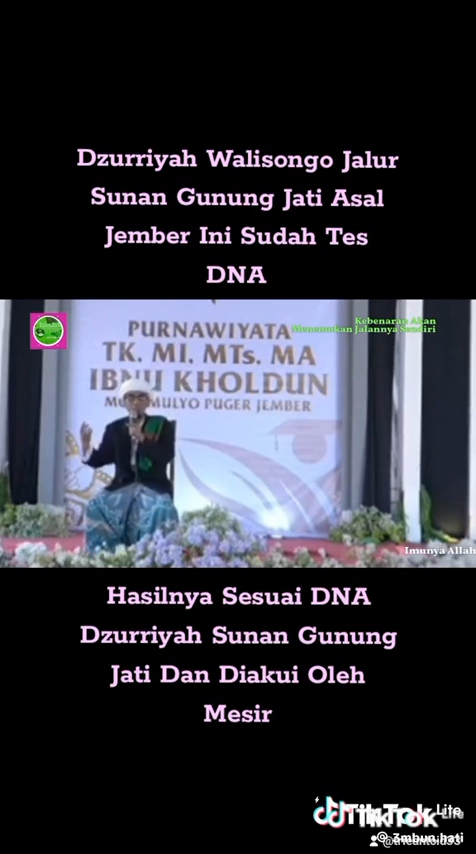 Dzurriyah Walisongo Jalur
Sunan Gunung Jati Asal
Jember Ini Sudah Tes
DNA
Kebenaran Akan
Menemukan Jalannya Sendiri
PURNAWIYATA
TK. MI. MTs. MA
IBNU KHOLDUN
MULYO PUGER JEMBER
Imunya Allah
Hasilnya Sesuai DNA
Dzurriyah Sunan Gunung
Jati Dan Diakui Oleh
Mesir
TikTok Lite
@ 3mbun.hati